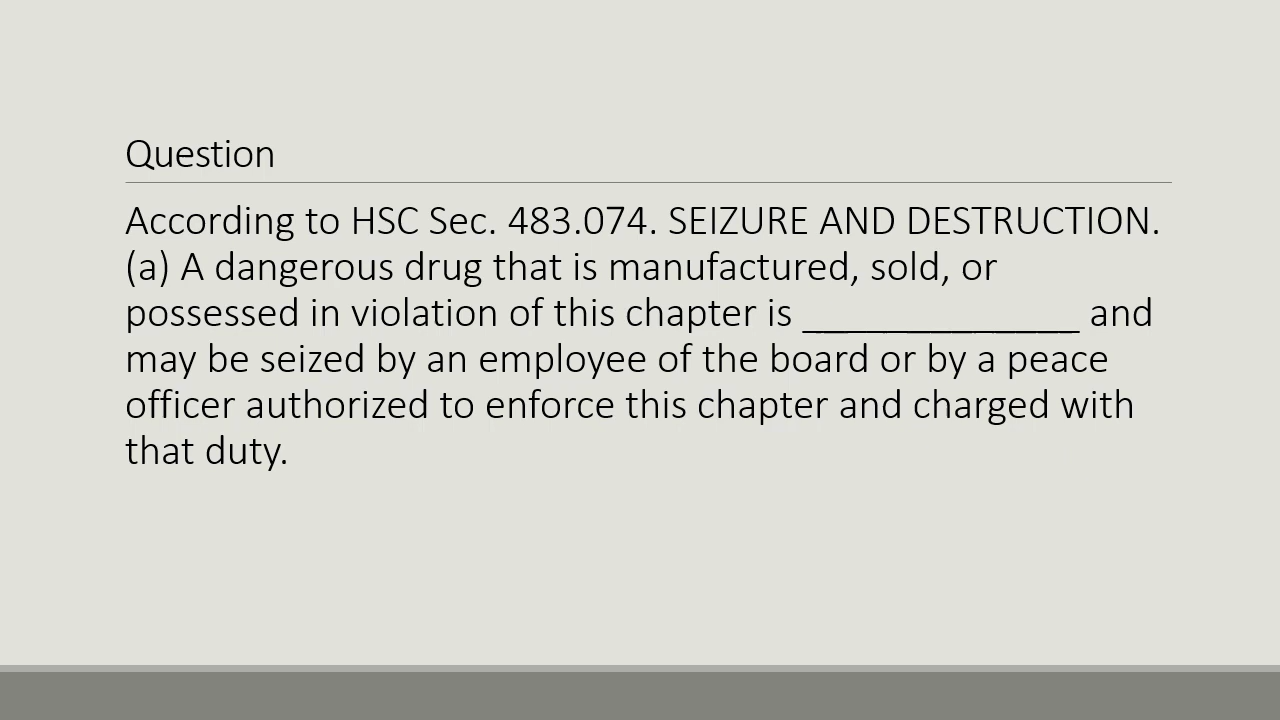 Question
According to HSC Sec. 483.074. SEIZURE AND DESTRUCTION.
(a) A dangerous drug that is manufactured, sold, or
possessed in violation of this chapter is _____________ and
may be seized by an employee of the board or by a peace
officer authorized to enforce this chapter and charged with
that duty.